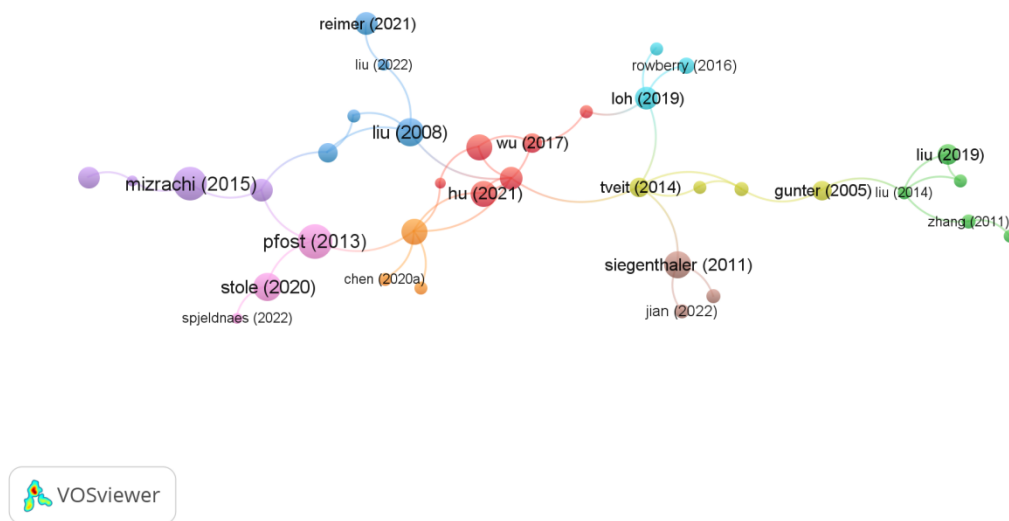 reimer (2021)
liu (2022)
rowberry (2016)
loh (2019)
liu (2008)
wu (2017)
liu (2019)
mizrachi (2015)
hu (2021)
tveit (2014)
gunter (2005)
liu (2014)
zhang (2011)
pfost (2013)
siegenthaler (2011)
chen (2020a)
stole (2020)
jian (2022)
spjeldnaes (2022)
VOSviewer